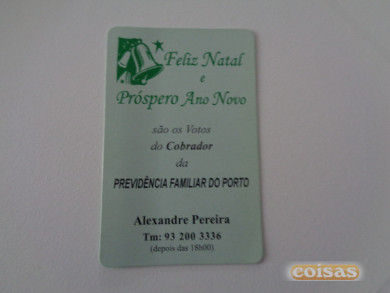 Feliz Natal
e
Próspero Ano Novo
são os Votos
do Cobrador
da
PREVIDÊNCIA FAMILIAR DO PORTO
Alexandre Pereira
Tm: 93 200 3336
(depois das 18h00)
coisas